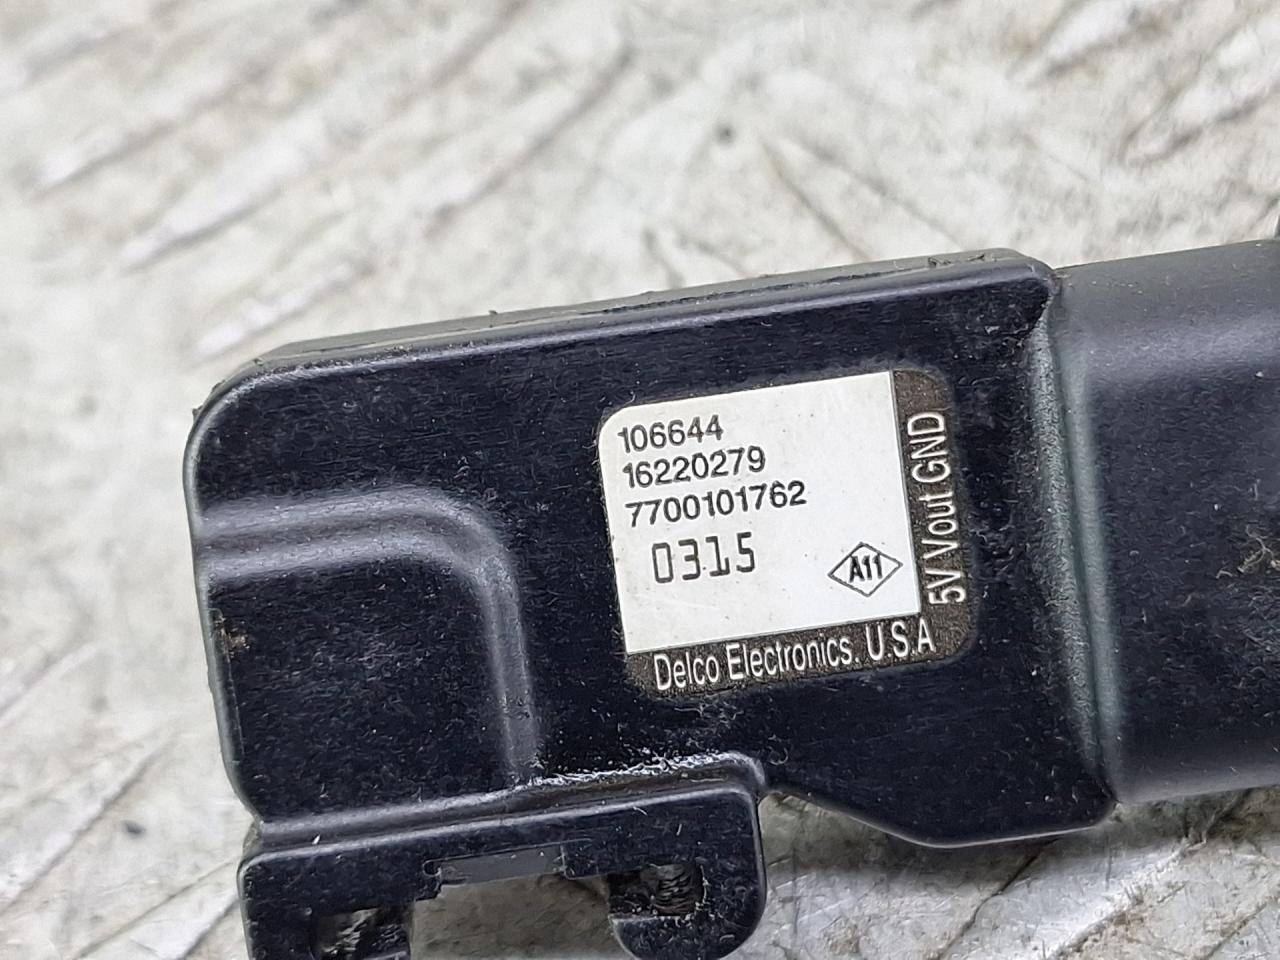 106644
16220279
7700101762
0315
A11
5V Vout GND
Delco Electronics. U.S.A